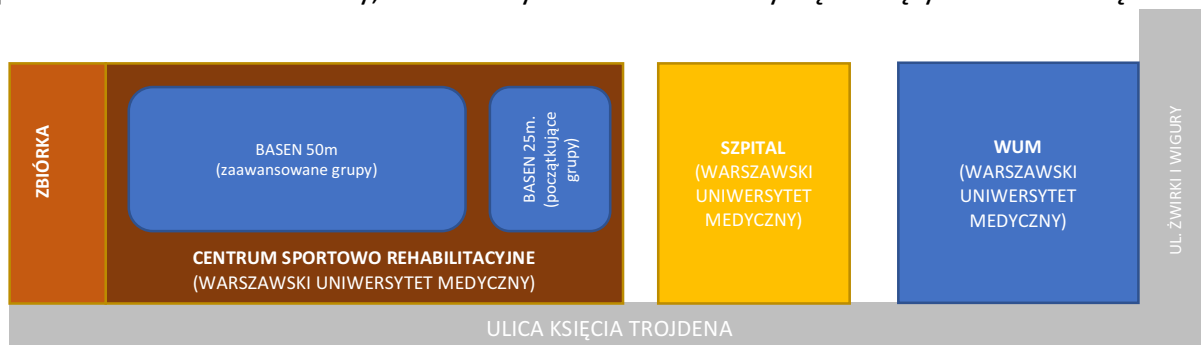 ZBIÓRKA
BASEN 50m
(zaawansowane grupy)
BASEN 25m.
(początkujące
grupy)
CENTRUM SPORTOWO REHABILITACYJNE
(WARSZAWSKI UNIWERSYTET MEDYCZNY)
SZPITAL
(WARSZAWSKI
UNIWERSYTET
MEDYCZNY)
WUM
(WARSZAWSKI
UNIWERSYTET
MEDYCZNY)
UL. ŻWIRKI I WIGURY
ULICA KSIĘCIA TROJDENA